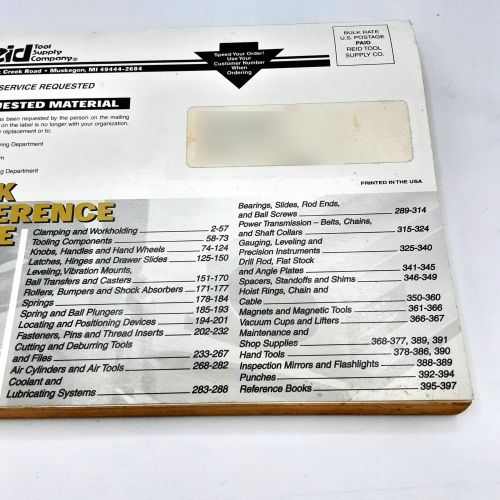 eid Tool
Supply
Company®
Creek Road • Muskegon, MI 49444-2684
SERVICE REQUESTED
UESTED MATERIAL
as been requested by the person on the mailing
on the label is no longer with your organization,
replacement or to:
ring Department
m
ng Department
Speed Your Order!
Use Your
Customer Number
When
Ordering
BULK RATE
U.S. POSTAGE
PAID
REID TOOL
SUPPLY CO.
PRINTED IN THE USA
K
ERENCE
E
Clamping and Workholding 2-57
Tooling Components 58-73
Knobs, Handles and Hand Wheels 74-124
Latches, Hinges and Drawer Slides 125-150
Leveling, Vibration Mounts,
Ball Transfers and Casters 151-170
Rollers, Bumpers and Shock Absorbers 171-177
Springs 178-184
Spring and Ball Plungers 185-193
Locating and Positioning Devices 194-201
Fasteners, Pins and Thread Inserts 202-232
Cutting and Deburring Tools
and Files 233-267
Air Cylinders and Air Tools 268-282
Coolant and
Lubricating Systems 283-288
Bearings, Slides, Rod Ends,
and Ball Screws 289-314
Power Transmission – Belts, Chains,
and Shaft Collars 315-324
Gauging, Leveling and
Precision Instruments 325-340
Drill Rod, Flat Stock
and Angle Plates 341-345
Spacers, Standoffs and Shims 346-349
Hoist Rings, Chain and
Cable 350-360
Magnets and Magnetic Tools 361-366
Vacuum Cups and Lifters 366-367
Maintenance and
Shop Supplies 368-377, 389, 391
Hand Tools 378-386, 390
Inspection Mirrors and Flashlights 388-389
Punches 392-394
Reference Books 395-397